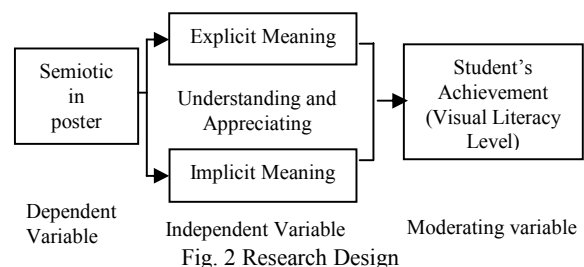 Semiotic
in
poster
Explicit Meaning
Understanding and
Appreciating
Implicit Meaning
Student's
Achievement
(Visual Literacy
Level)
Dependent
Variable
Independent Variable
Moderating variable
Fig. 2 Research Design